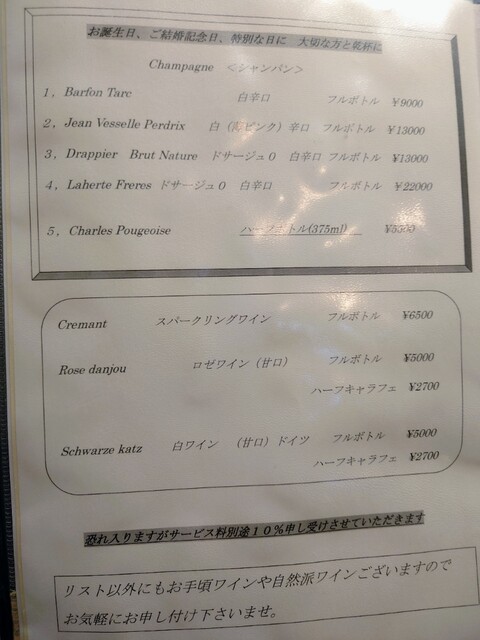 お誕生日、ご結婚記念日、特別な日に 大切な方と乾杯に
Champagne <シャンパン>
1, Barfon Tarc 白辛口 フルボトル ¥9000
2, Jean Vesselle Perdrix 白（薄ピンク）辛口 フルボトル ¥13000
3, Drappier Brut Nature ドサージュ0 白辛口 フルボトル ¥13000
4, Laherte Freres ドサージュ0 白辛口 フルボトル ¥22000
5, Charles Pougeoise ハーフボトル(375ml) ¥5500
Cremant スパークリングワイン フルボトル ¥6500
Rose danjou ロゼワイン（甘口） フルボトル ¥5000
ハーフキャラフェ ¥2700
Schwarze katz 白ワイン （甘口）ドイツ フルボトル ¥5000
ハーフキャラフェ ¥2700
恐れ入りますがサービス料別途１０％申し受けさせていただきます
リスト以外にもお手頃ワインや自然派ワインございますので
お気軽にお申し付け下さいませ。